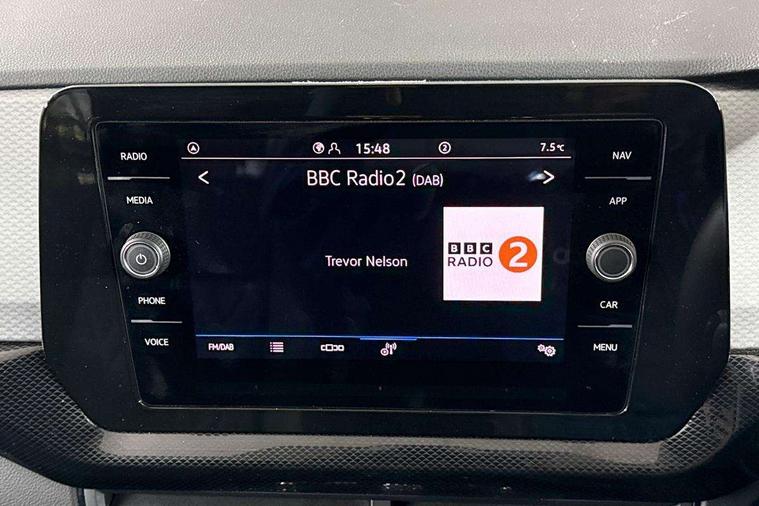 RADIO
MEDIA
PHONE
VOICE
15:48
2
7.5°C
BBC Radio2 (DAB)
Trevor Nelson
BBC
RADIO
2
FM/DAB
NAV
APP
CAR
MENU